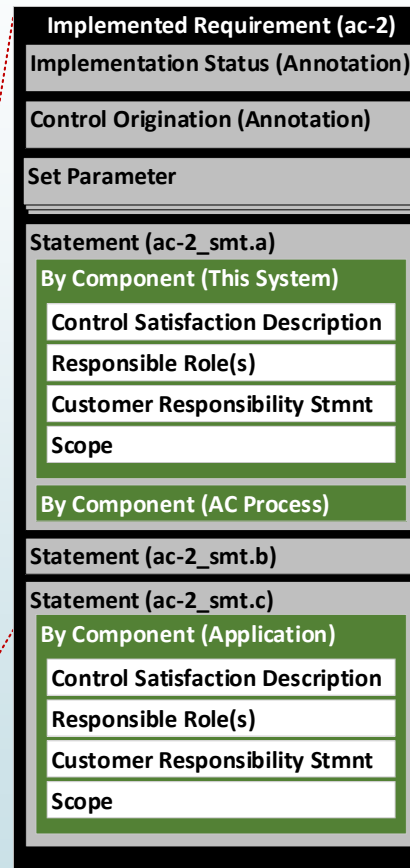 Implemented Requirement (ac-2)
Implementation Status (Annotation)
Control Origination (Annotation)
Set Parameter
Statement (ac-2_smt.a)
By Component (This System)
Control Satisfaction Description
Responsible Role(s)
Customer Responsibility Stmnt
Scope
By Component (AC Process)
Statement (ac-2_smt.b)
Statement (ac-2_smt.c)
By Component (Application)
Control Satisfaction Description
Responsible Role(s)
Customer Responsibility Stmnt
Scope